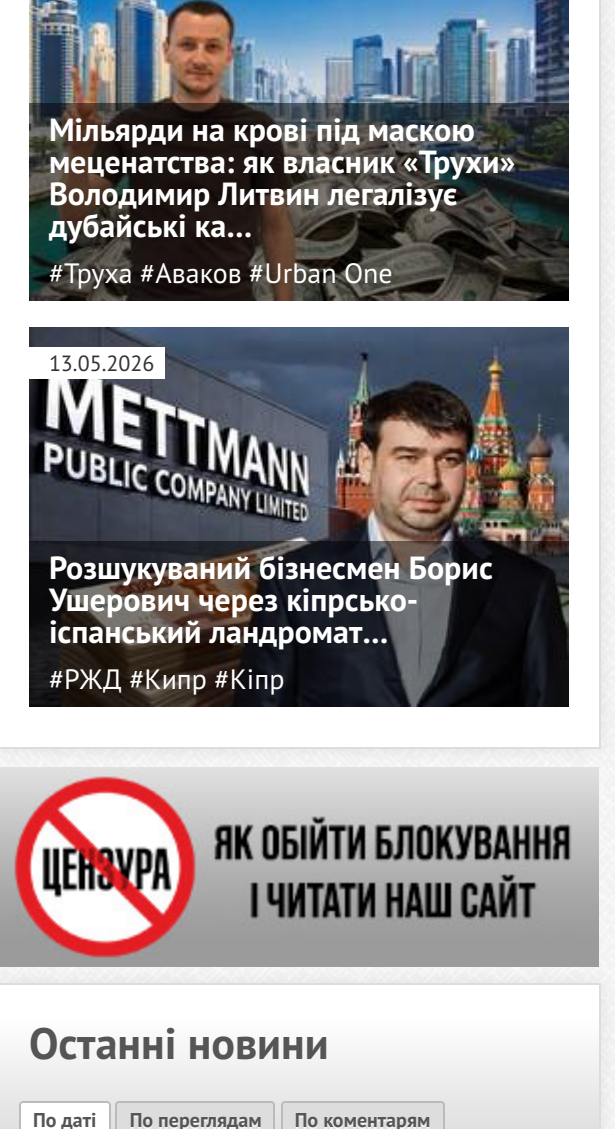 Мільярди на крові під маскою
меценатства: як власник «Трухи»
Володимир Литвин легалізує
дубайські ка...
#Труха #Аваков #Urban One
13.05.2026
METTMANN
PUBLIC COMPANY LIMITED
Розшукуваний бізнесмен Борис
Ушерович через кіпрсько-
іспанський ландромат...
#РЖД #Кипр #Кіпр
ЦЕНЗУРА
ЯК ОБІЙТИ БЛОКУВАННЯ
І ЧИТАТИ НАШ САЙТ
Останні новини
По даті
По переглядам
По коментарям